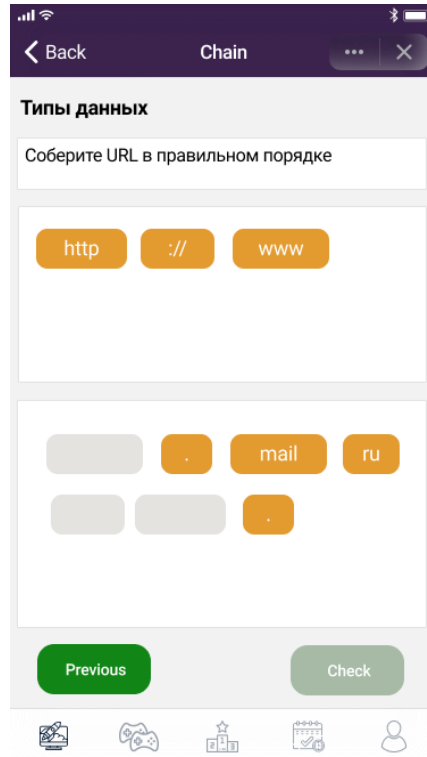 Back Chain
Типы данных
Соберите URL в правильном порядке
http :// www
. mail ru
.
Previous Check